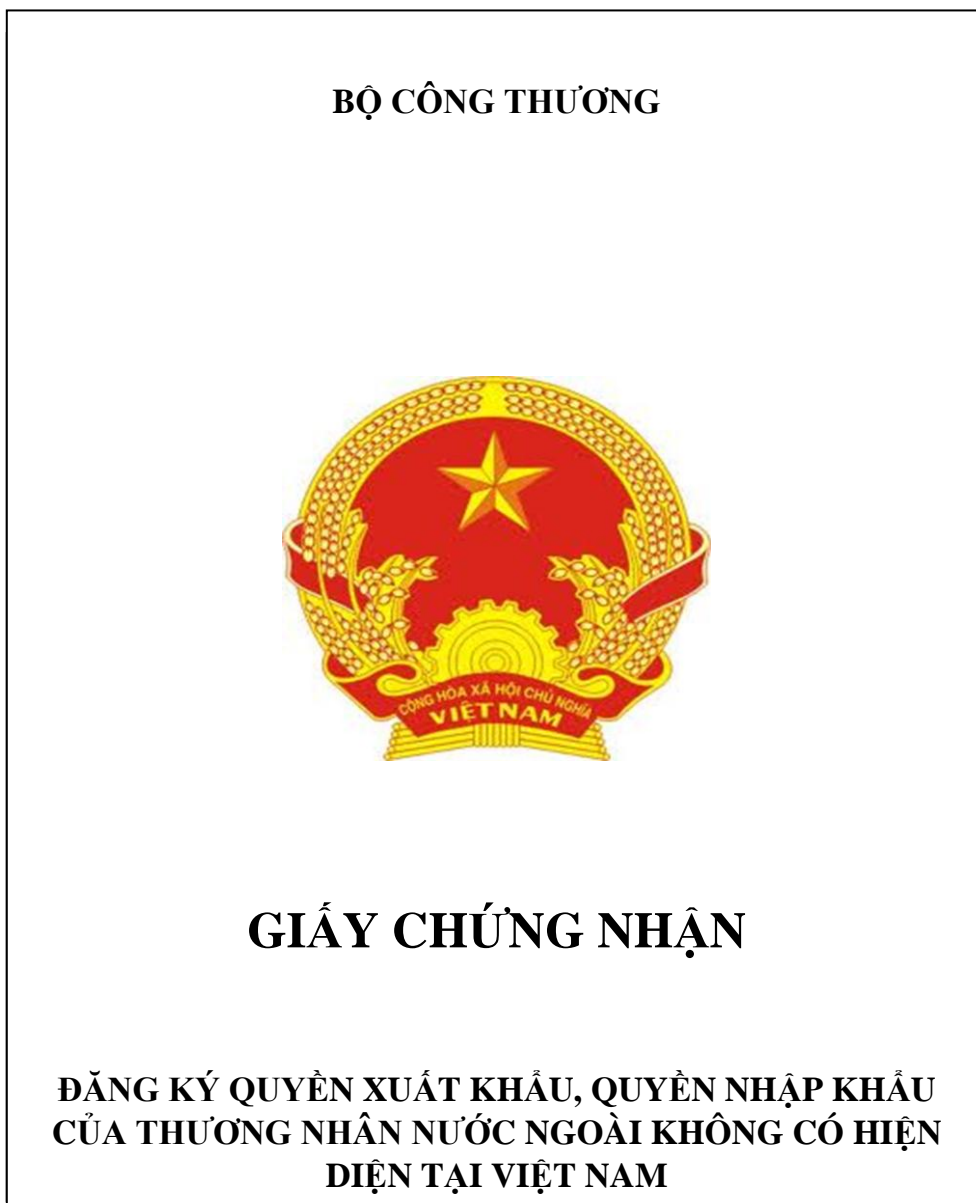 BỘ CÔNG THƯƠNG
CỘNG HÒA XÃ HỘI CHỦ NGHĨA
VIỆT NAM
GIẤY CHỨNG NHẬN
ĐĂNG KÝ QUYỀN XUẤT KHẨU, QUYỀN NHẬP KHẨU
CỦA THƯƠNG NHÂN NƯỚC NGOÀI KHÔNG CÓ HIỆN
DIỆN TẠI VIỆT NAM